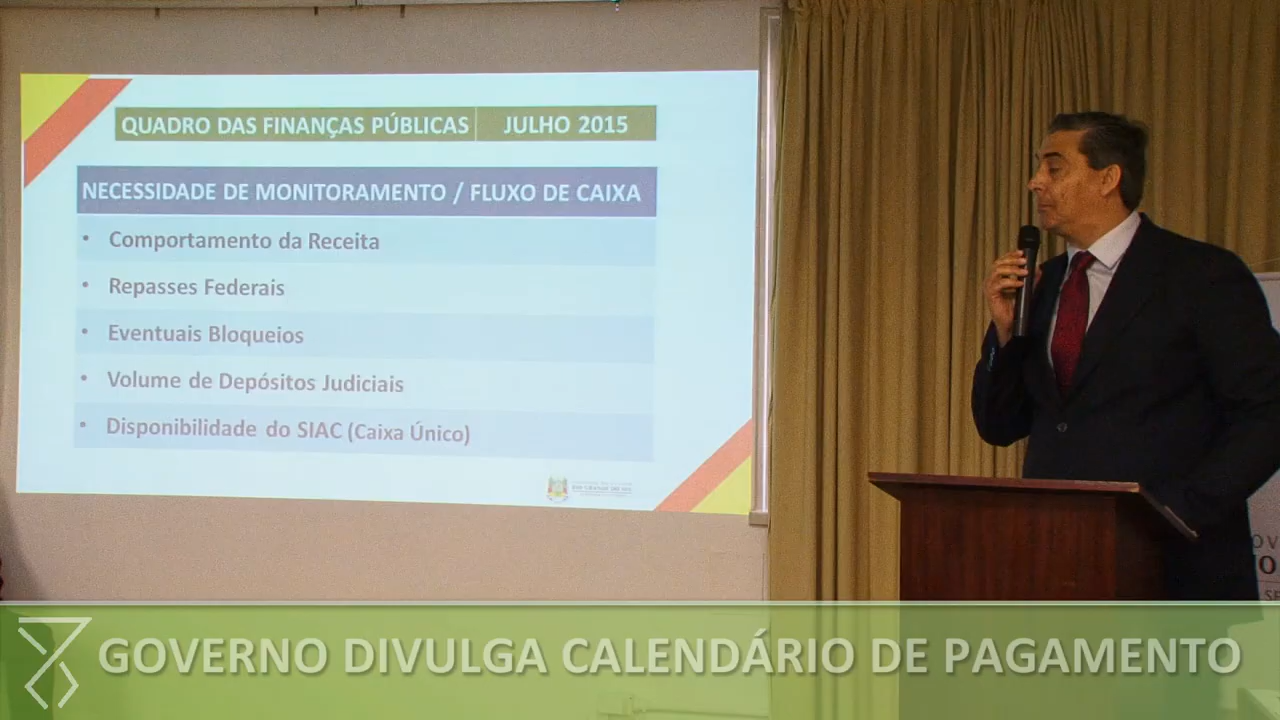 QUADRO DAS FINANÇAS PÚBLICAS JULHO 2015
NECESSIDADE DE MONITORAMENTO / FLUXO DE CAIXA
• Comportamento da Receita
• Repasses Federais
• Eventuais Bloqueios
• Volume de Depósitos Judiciais
• Disponibilidade do SIAC (Caixa Único)
GOVERNO DIVULGA CALENDÁRIO DE PAGAMENTO